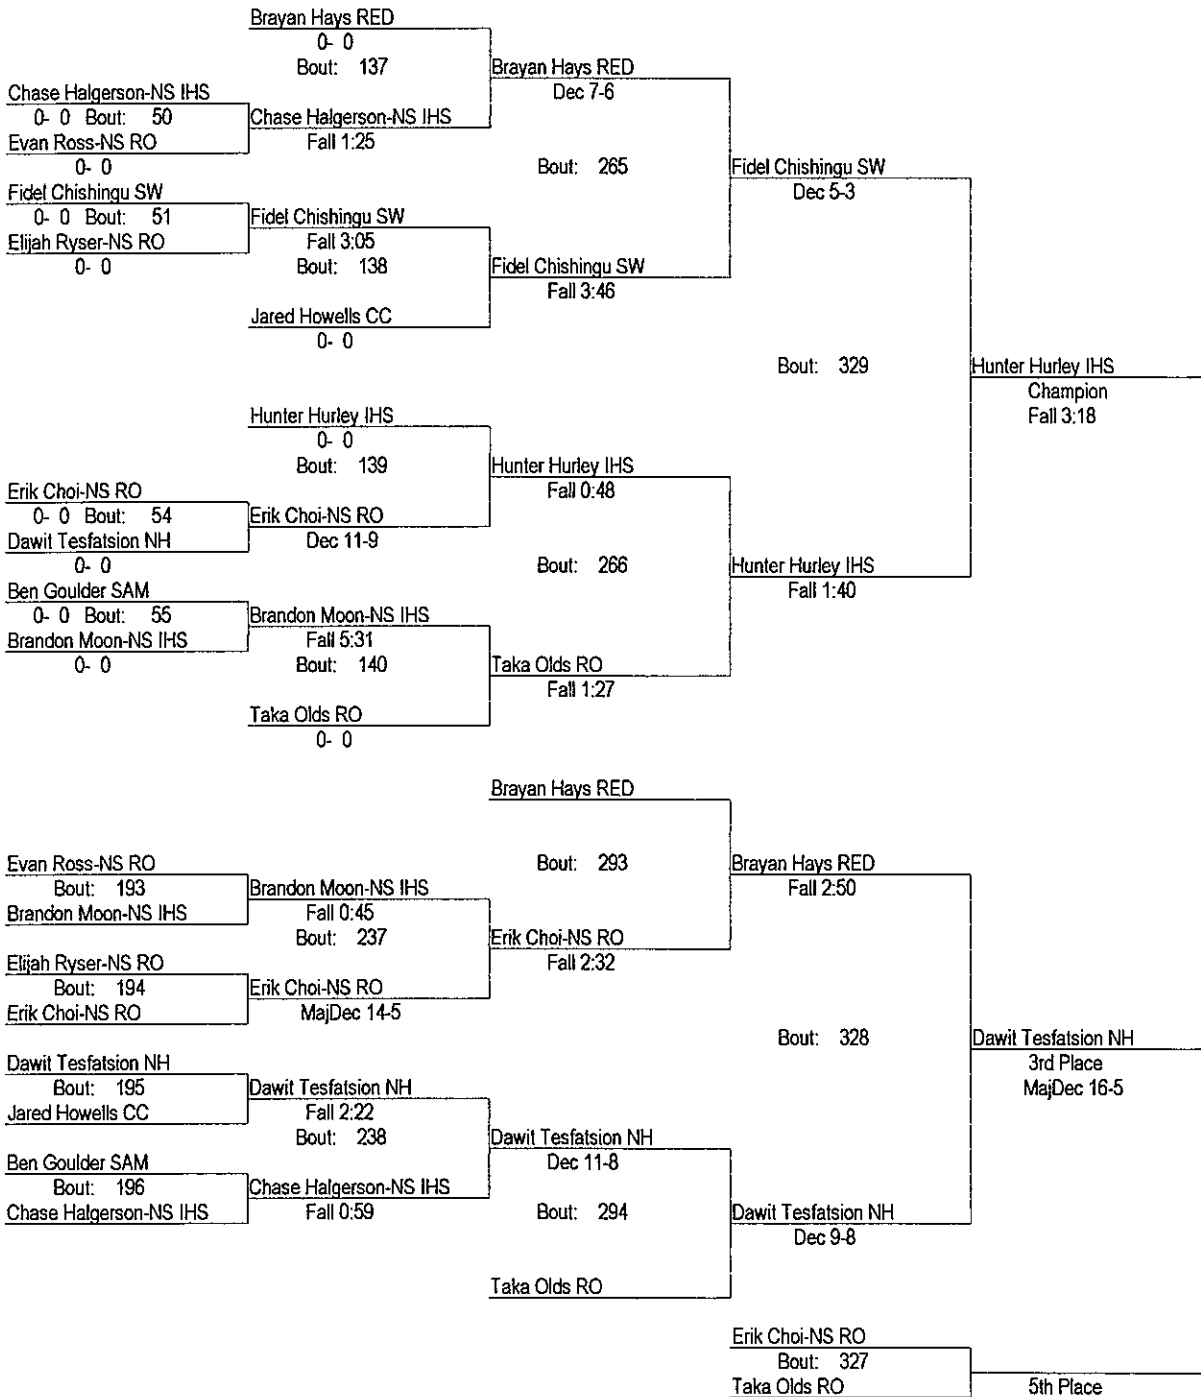 Brayan Hays RED
0- 0
Bout: 137
Brayan Hays RED
Dec 7-6
Chase Halgerson-NS IHS
0- 0 Bout: 50
Chase Halgerson-NS IHS
Evan Ross-NS RO
Fall 1:25
0- 0
Bout: 265
Fidel Chishingu SW
Dec 5-3
Fidel Chishingu SW
0- 0 Bout: 51
Fidel Chishingu SW
Elijah Ryser-NS RO
Fall 3:05
0- 0
Bout: 138
Fidel Chishingu SW
Fall 3:46
Jared Howells CC
0- 0
Bout: 329
Hunter Hurley IHS
Champion
Fall 3:18
Hunter Hurley IHS
0- 0
Bout: 139
Hunter Hurley IHS
Fall 0:48
Erik Choi-NS RO
0- 0 Bout: 54
Erik Choi-NS RO
Dawit Tesfatsion NH
Dec 11-9
0- 0
Bout: 266
Hunter Hurley IHS
Fall 1:40
Ben Goulder SAM
0- 0 Bout: 55
Brandon Moon-NS IHS
Brandon Moon-NS IHS
Fall 5:31
0- 0
Bout: 140
Taka Olds RO
Fall 1:27
Taka Olds RO
0- 0
Brayan Hays RED
Bout: 293
Brayan Hays RED
Fall 2:50
Evan Ross-NS RO
Bout: 193
Brandon Moon-NS IHS
Brandon Moon-NS IHS
Fall 0:45
Bout: 237
Erik Choi-NS RO
Fall 2:32
Elijah Ryser-NS RO
Bout: 194
Erik Choi-NS RO
Erik Choi-NS RO
MajDec 14-5
Bout: 328
Dawit Tesfatsion NH
3rd Place
MajDec 16-5
Dawit Tesfatsion NH
Bout: 195
Dawit Tesfatsion NH
Jared Howells CC
Fall 2:22
Bout: 238
Dawit Tesfatsion NH
Dec 11-8
Ben Goulder SAM
Bout: 196
Chase Halgerson-NS IHS
Chase Halgerson-NS IHS
Fall 0:59
Bout: 294
Dawit Tesfatsion NH
Dec 9-8
Taka Olds RO
Erik Choi-NS RO
Bout: 327
Taka Olds RO
5th Place